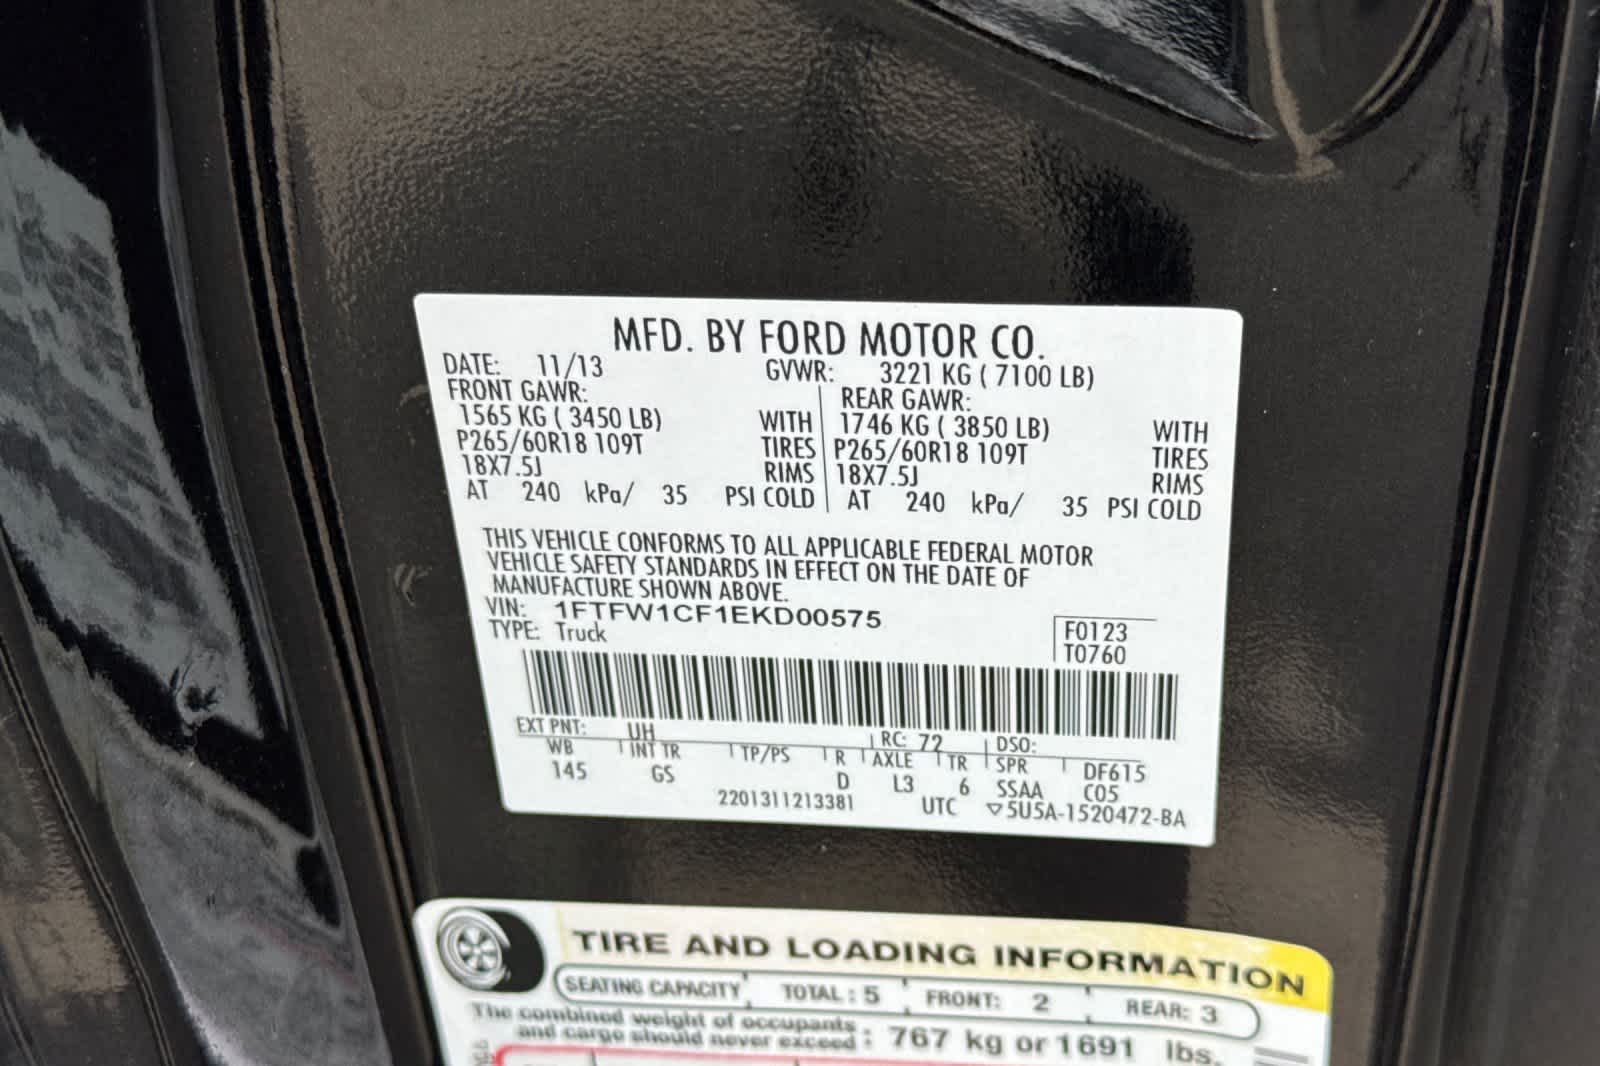 MFD. BY FORD MOTOR CO.
DATE: 11/13 GVWR: 3221 KG ( 7100 LB)
FRONT GAWR: REAR GAWR:
1565 KG ( 3450 LB) WITH 1746 KG ( 3850 LB) WITH
P265/60R18 109T TIRES P265/60R18 109T TIRES
18X7.5J RIMS 18X7.5J RIMS
AT 240 kPa/ 35 PSI COLD AT 240 kPa/ 35 PSI COLD
THIS VEHICLE CONFORMS TO ALL APPLICABLE FEDERAL MOTOR
VEHICLE SAFETY STANDARDS IN EFFECT ON THE DATE OF
MANUFACTURE SHOWN ABOVE.
VIN: 1FTFW1CF1EKD00575
TYPE: Truck
F0123
T0760
EXT PNT: UH RC: 72 DSO:
WB INT TR TP/PS R AXLE TR SPR DF615
145 GS D L3 6 SSAA C05
2201311213381 UTC ▽5U5A-1520472-BA
TIRE AND LOADING INFORMATION
SEATING CAPACITY TOTAL : 5 FRONT: 2 REAR: 3
The combined weight of occupants
and cargo should never exceed : 767 kg or 1691 lbs.